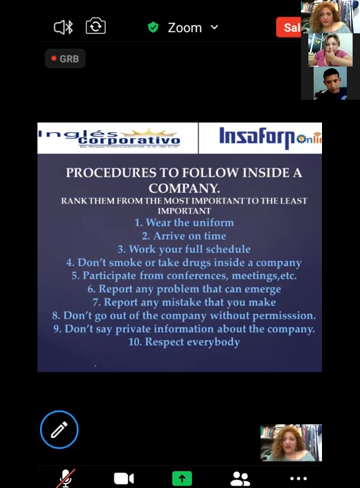 Zoom
Sal
GRB
Inglés
Corporativo
Insaforp Onlin
PROCEDURES TO FOLLOW INSIDE A
COMPANY.
RANK THEM FROM THE MOST IMPORTANT TO THE LEAST
IMPORTANT
1. Wear the uniform
2. Arrive on time
3. Work your full schedule
4. Don't smoke or take drugs inside a company
5. Participate from conferences, meetings,etc.
6. Report any problem that can emerge
7. Report any mistake that you make
8. Don't go out of the company without permisssion.
9. Don't say private information about the company.
10. Respect everybody